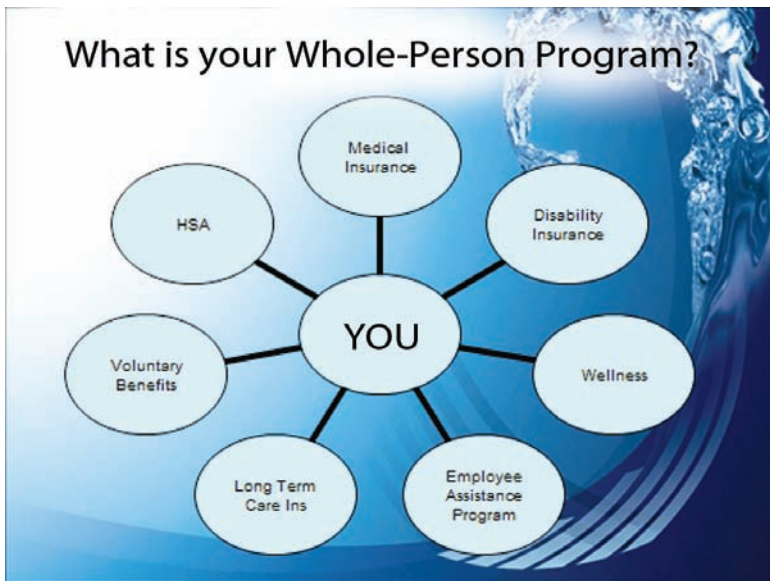 What is your Whole-Person Program?
Medical
Insurance
Disability
Insurance
Wellness
Employee
Assistance
Program
Long Term
Care Ins
Voluntary
Benefits
HSA
YOU